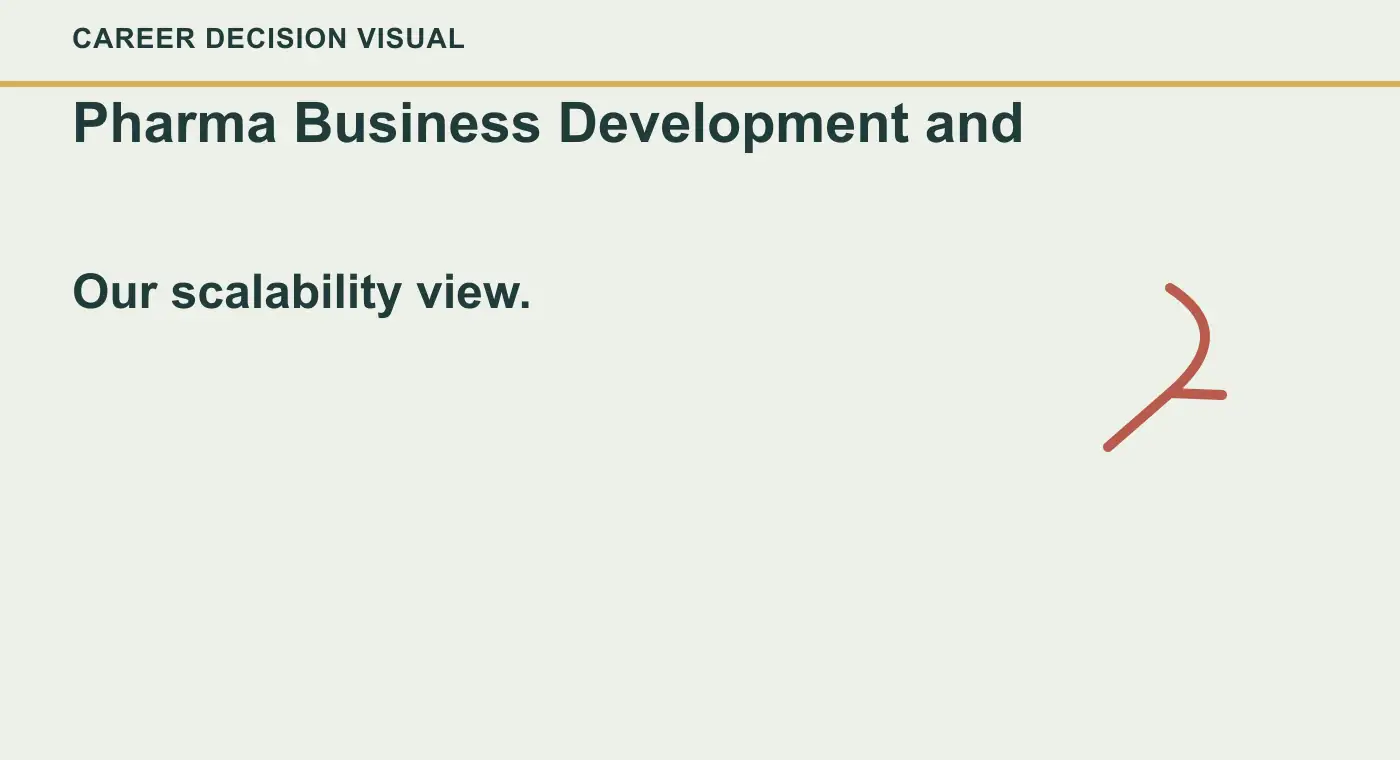 CAREER DECISION VISUAL
Pharma Business Development and
Our scalability view.